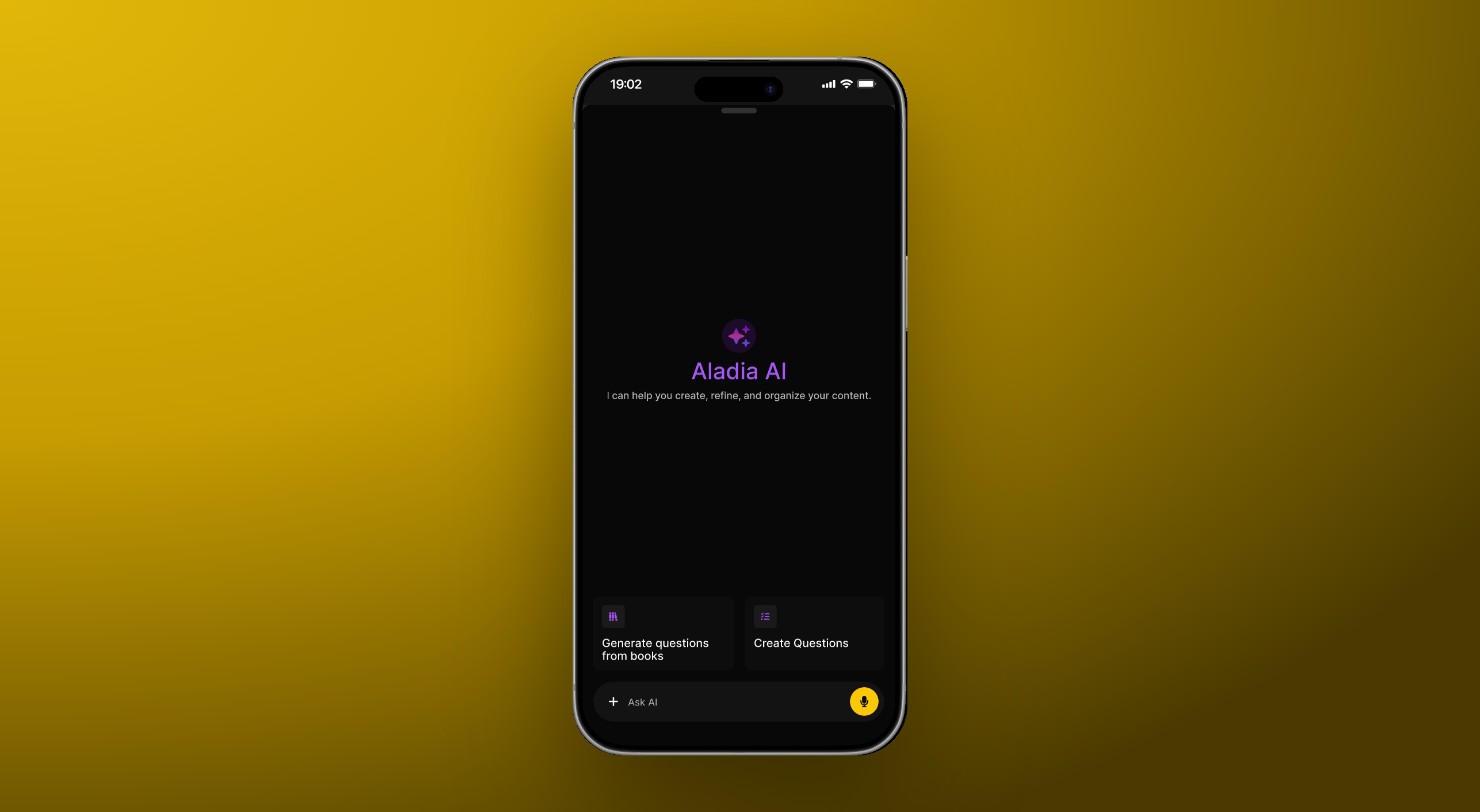 19:02
Aladia AI
I can help you create, refine, and organize your content.
Generate questions
from books
Create Questions
Ask AI